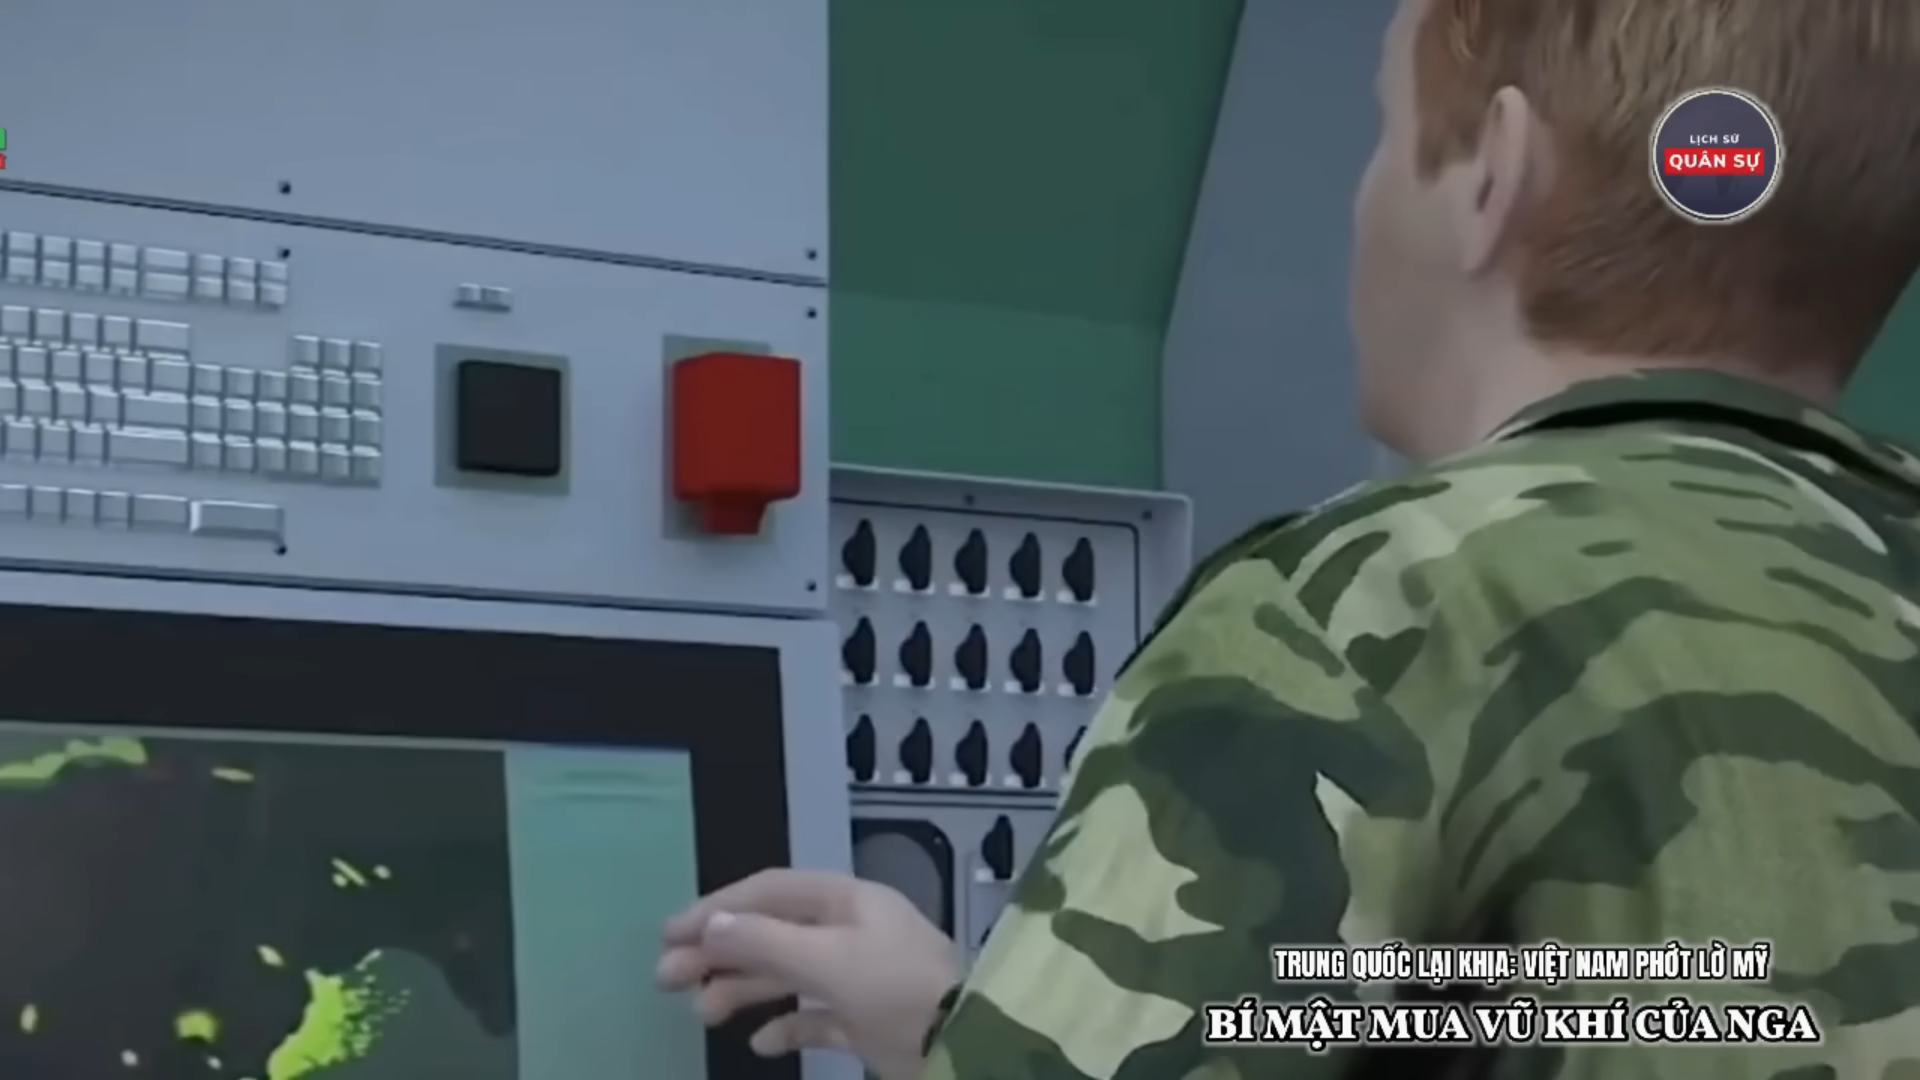 LỊCH SỬ
QUÂN SỰ
TRUNG QUỐC LẠI KHỊA: VIỆT NAM PHỚT LỜ MỸ
BÍ MẬT MUA VŨ KHÍ CỦA NGA